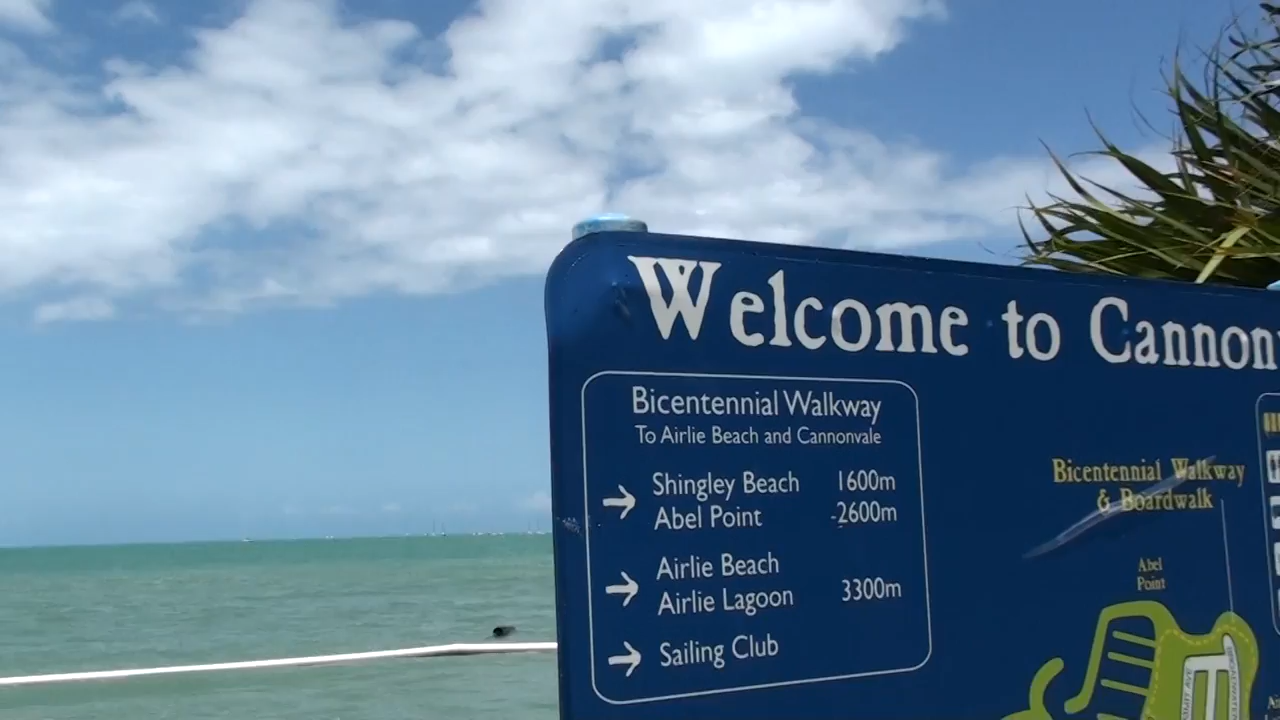 Welcome to Cannon
Bicentennial Walkway
To Airlie Beach and Cannonvale
Shingley Beach 1600m
Abel Point -2600m
Airlie Beach
Airlie Lagoon 3300m
Sailing Club
Bicentennial Walkway
& Boardwalk
Abel
Point